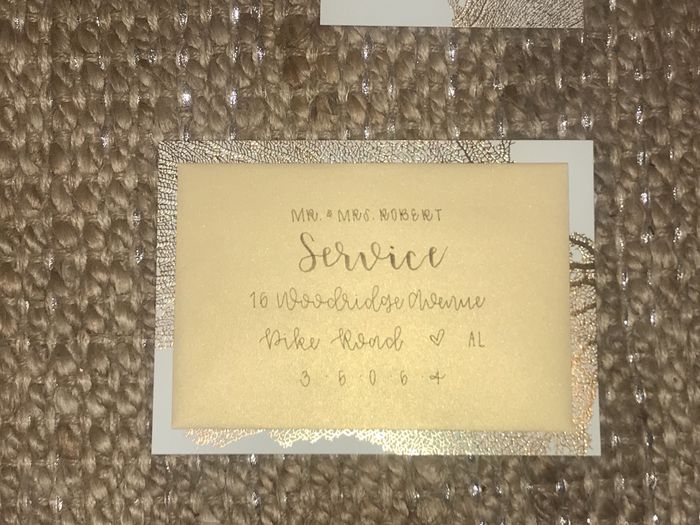 MR. & MRS. ROBERT
Service
16 Woodridge Avenue
Pike Road ♡ AL
3 · 6 · 0 · 6 · 4